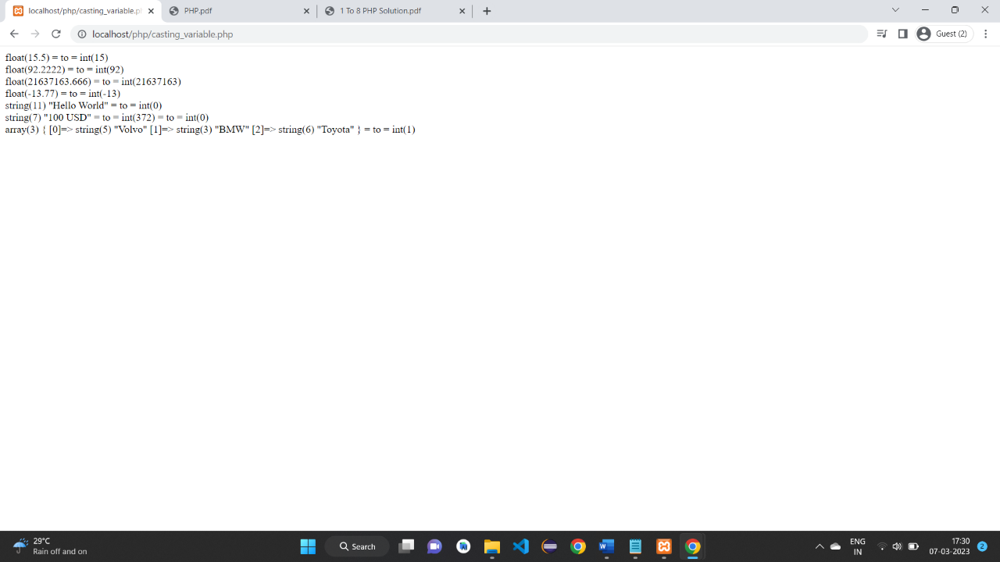 localhost/php/casting_variable.p
PHP.pdf
1 To 8 PHP Solution.pdf
localhost/php/casting_variable.php
Guest (2)
float(15.5) = to = int(15)
float(92.2222) = to = int(92)
float(21637163.666) = to = int(21637163)
float(-13.77) = to = int(-13)
string(11) "Hello World" = to = int(0)
string(7) "100 USD" = to = int(372) = to = int(0)
array(3) { [0]=> string(5) "Volvo" [1]=> string(3) "BMW" [2]=> string(6) "Toyota" } = to = int(1)
29°C
Rain off and on
Search
ENG
IN
17:30
07-03-2023
2